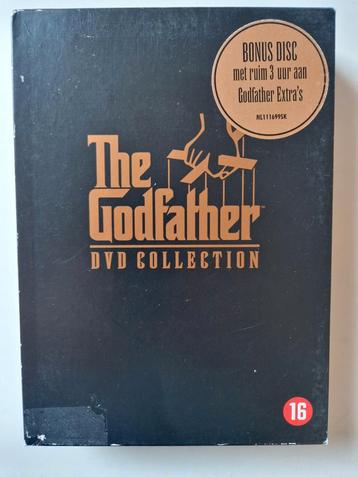 BONUS DISC
met ruim 3 uur aan
Godfather Extra's
NL111699SK
The
Godfather
DVD COLLECTION
16